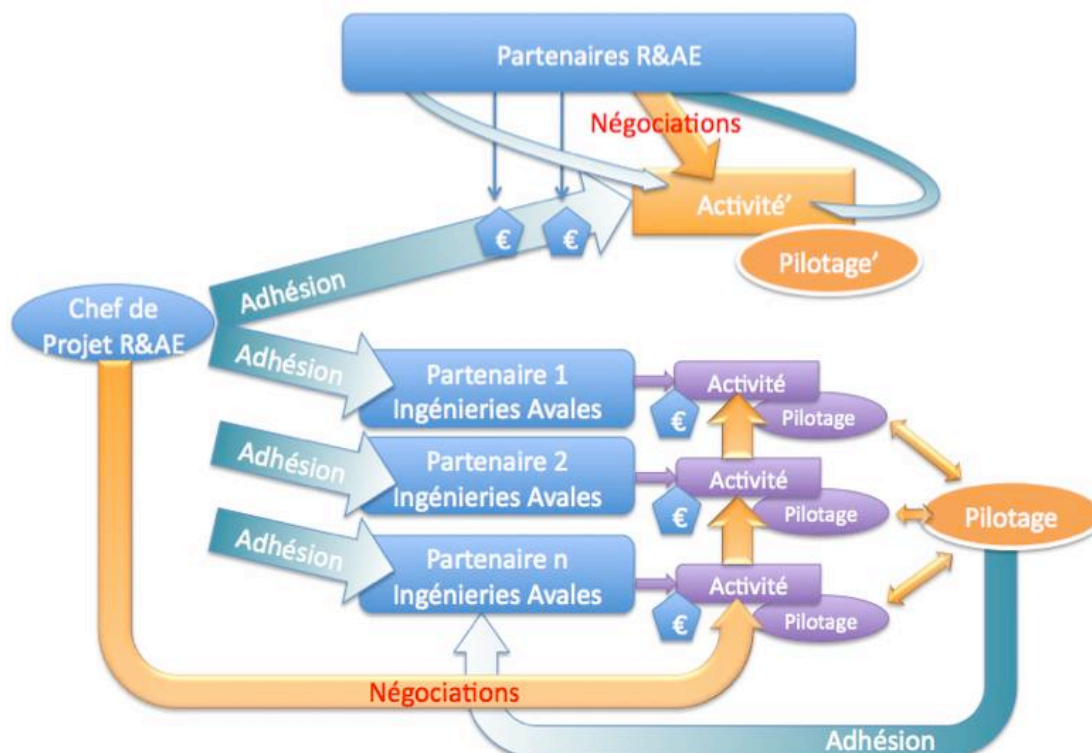 Partenaires R&AE
Négociations
Activité’
€
€
Pilotage’
Adhésion
Chef de
Projet R&AE
Adhésion
Partenaire 1
Ingénieries Avales
Activité
€
Pilotage
Adhésion
Partenaire 2
Ingénieries Avales
Activité
€
Pilotage
Pilotage
Adhésion
Partenaire n
Ingénieries Avales
Activité
€
Pilotage
Négociations
Adhésion